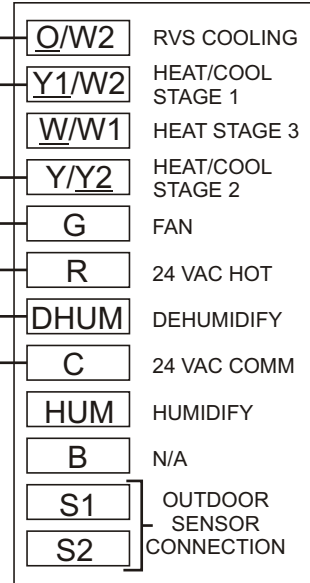 O/W2 RVS COOLING
Y1/W2 HEAT/COOL
STAGE 1
W/W1 HEAT STAGE 3
Y/Y2 HEAT/COOL
STAGE 2
G FAN
R 24 VAC HOT
DHUM DEHUMIDIFY
C 24 VAC COMM
HUM HUMIDIFY
B N/A
S1 OUTDOOR
SENSOR
S2 CONNECTION